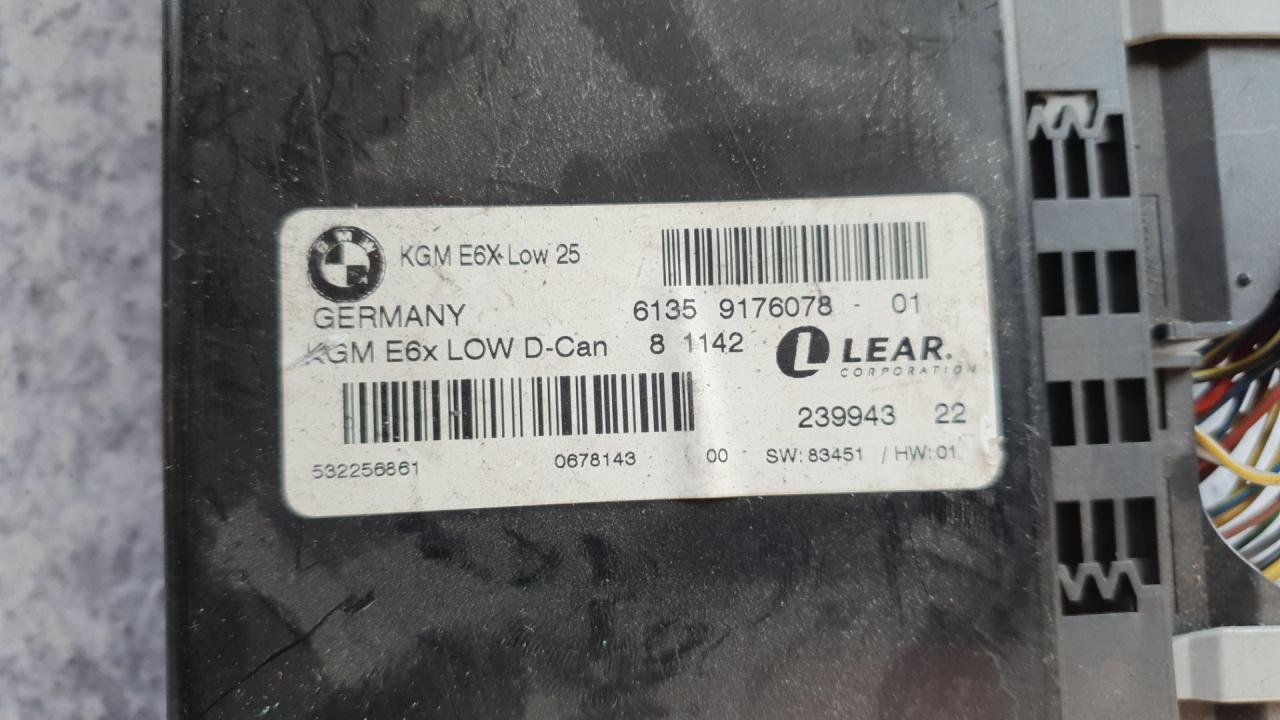 BMW KGM E6X Low 25
GERMANY 6135 9176078 - 01
KGM E6x LOW D-Can 8 1142 LEAR.
CORPORATION
239943 22
532256861 0678143 00 SW: 83451 / HW: 01